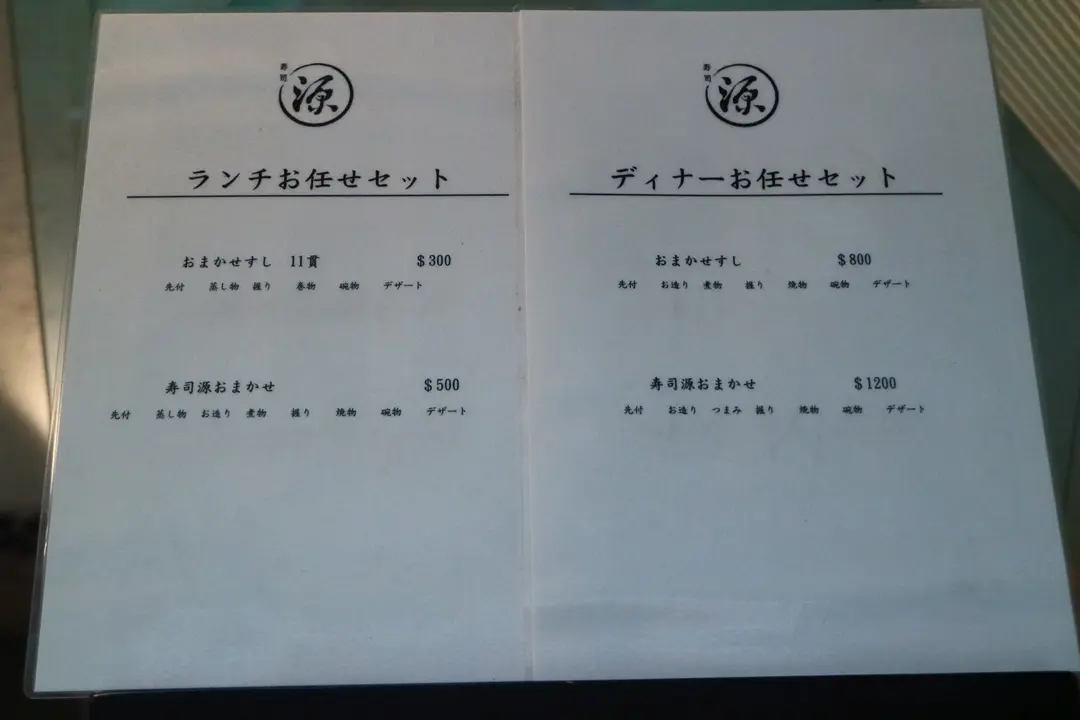 寿司
源
ランチお任せセット
おまかせすし 11貫 $300
先付 蒸し物 握り 巻物 碗物 デザート
寿司源おまかせ $500
先付 蒸し物 お造り 煮物 握り 焼物 碗物 デザート
寿司
源
ディナーお任せセット
おまかせすし $800
先付 お造り 煮物 握り 焼物 碗物 デザート
寿司源おまかせ $1200
先付 お造り つまみ 握り 焼物 碗物 デザート